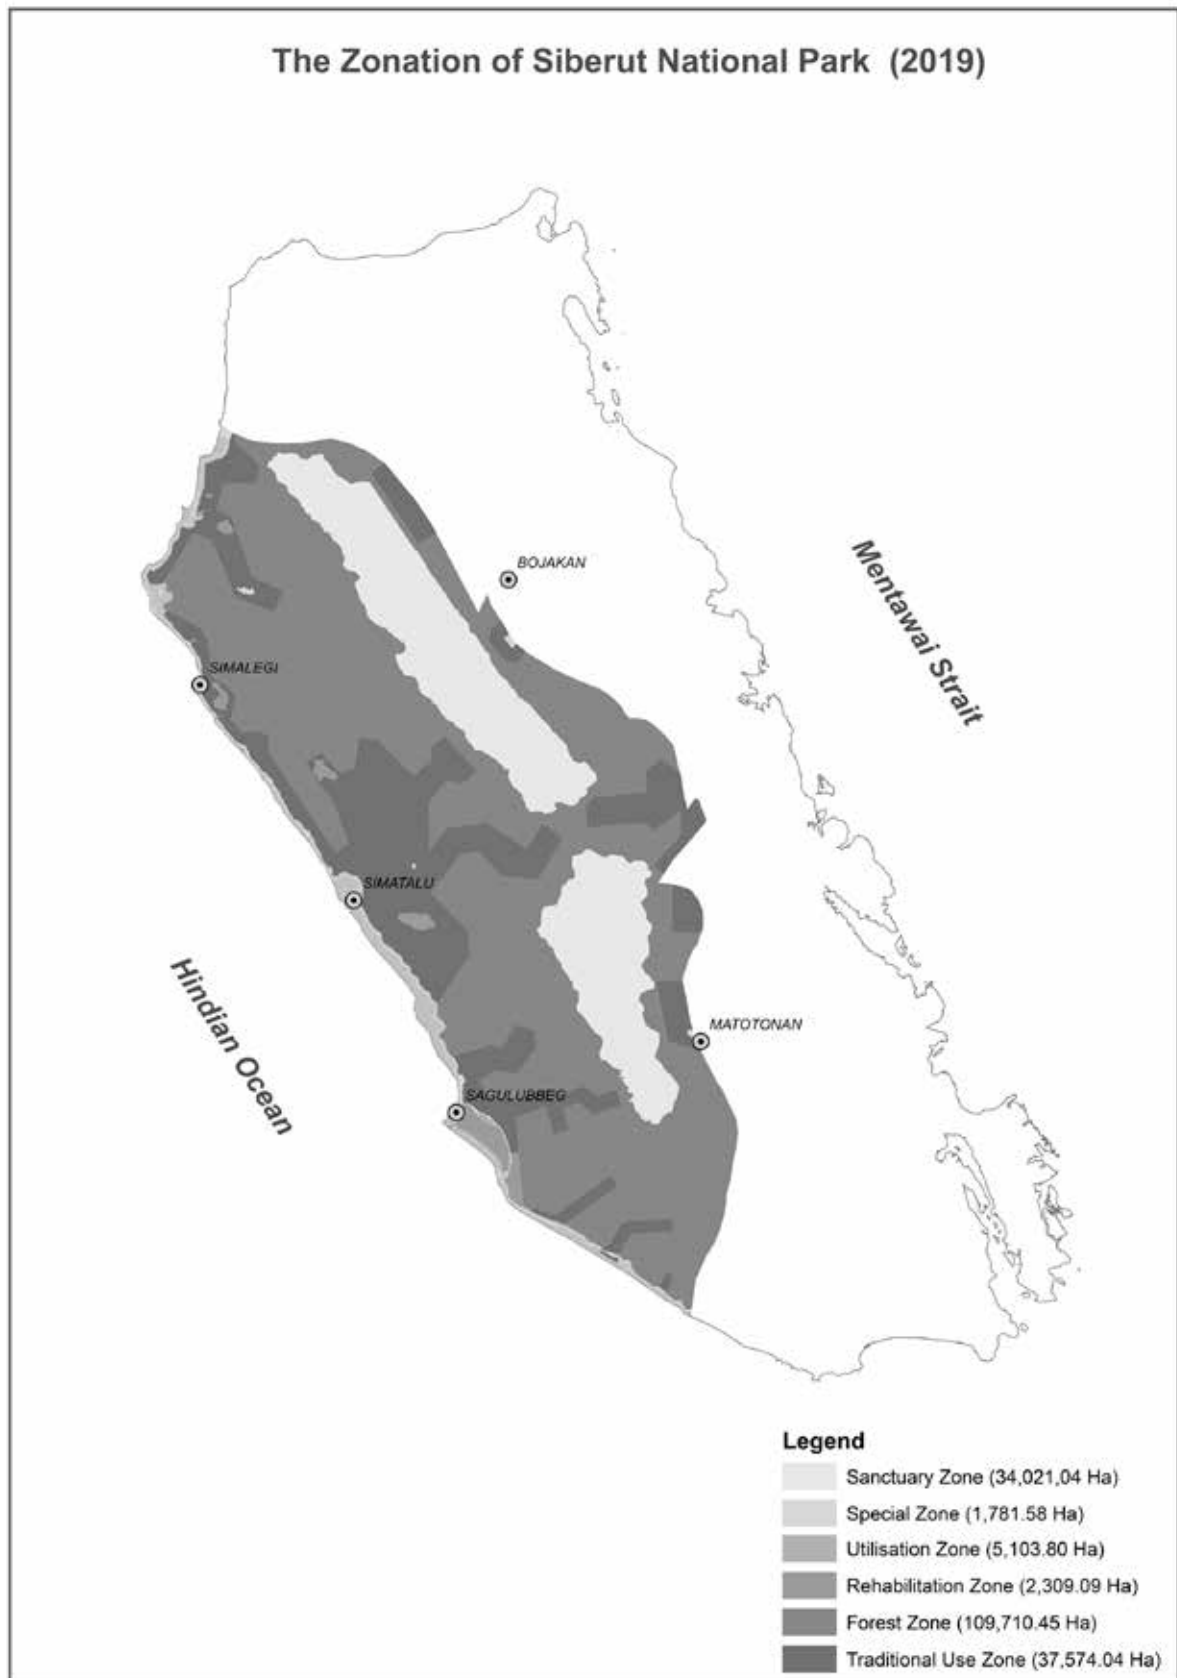 The Zonation of Siberut National Park (2019)
BOJAKAN
Mentawai Strait
SIMALEGI
SIMATALU
Hindian Ocean
MATOTONAN
SAGULUBBEG
Legend
Sanctuary Zone (34,021,04 Ha)
Special Zone (1,781.58 Ha)
Utilisation Zone (5,103.80 Ha)
Rehabilitation Zone (2,309.09 Ha)
Forest Zone (109,710.45 Ha)
Traditional Use Zone (37,574.04 Ha)